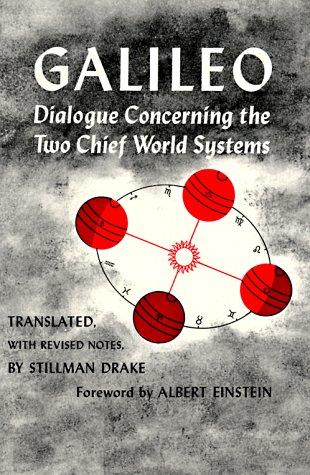 GALILEO
Dialogue Concerning the
Two Chief World Systems
TRANSLATED,
WITH REVISED NOTES,
BY STILLMAN DRAKE
Foreword by ALBERT EINSTEIN